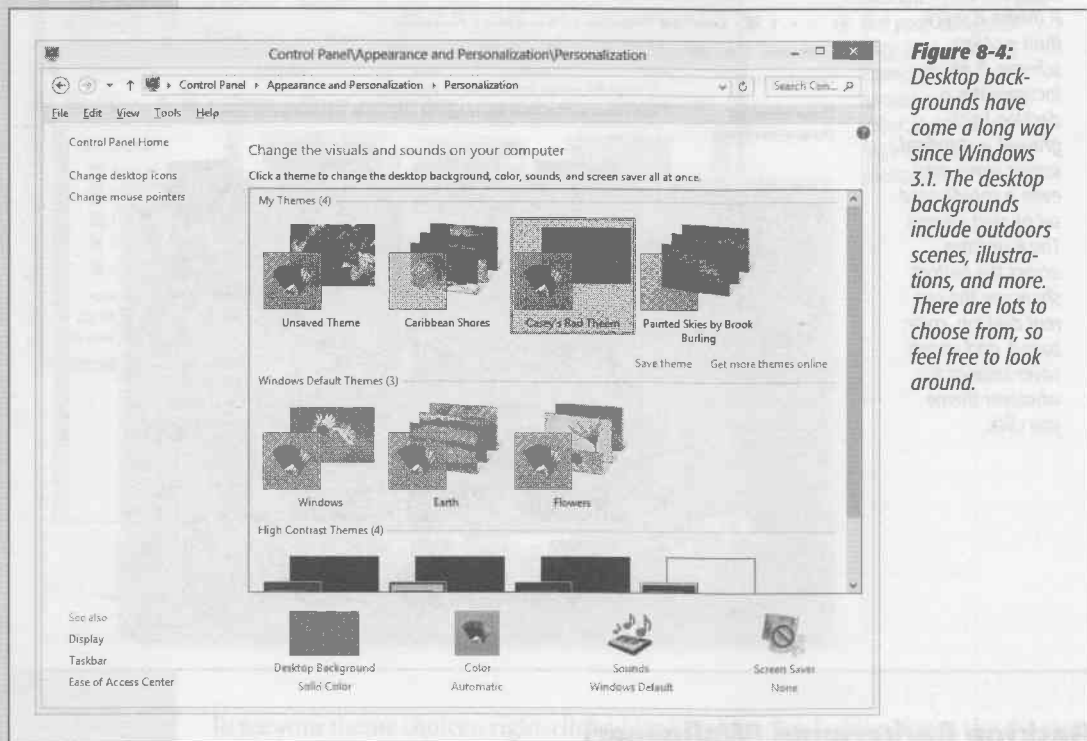 Control Panel\Appearance and Personalization\Personalization
Control Panel ▸ Appearance and Personalization ▸ Personalization
File Edit View Tools Help
Control Panel Home
Change desktop icons
Change mouse pointers
Change the visuals and sounds on your computer
Click a theme to change the desktop background, color, sounds, and screen saver all at once.
My Themes (4)
Unsaved Theme
Caribbean Shores
Casey's Rad Theem
Painted Skies by Brook
Burling
Save theme Get more themes online
Windows Default Themes (3)
Windows
Earth
Flowers
High Contrast Themes (4)
See also
Display
Taskbar
Ease of Access Center
Desktop Background
Solid Color
Color
Automatic
Sounds
Windows Default
Screen Saver
None
Figure 8-4:
Desktop back-
grounds have
come a long way
since Windows
3.1. The desktop
backgrounds
include outdoors
scenes, illustra-
tions, and more.
There are lots to
choose from, so
feel free to look
around.